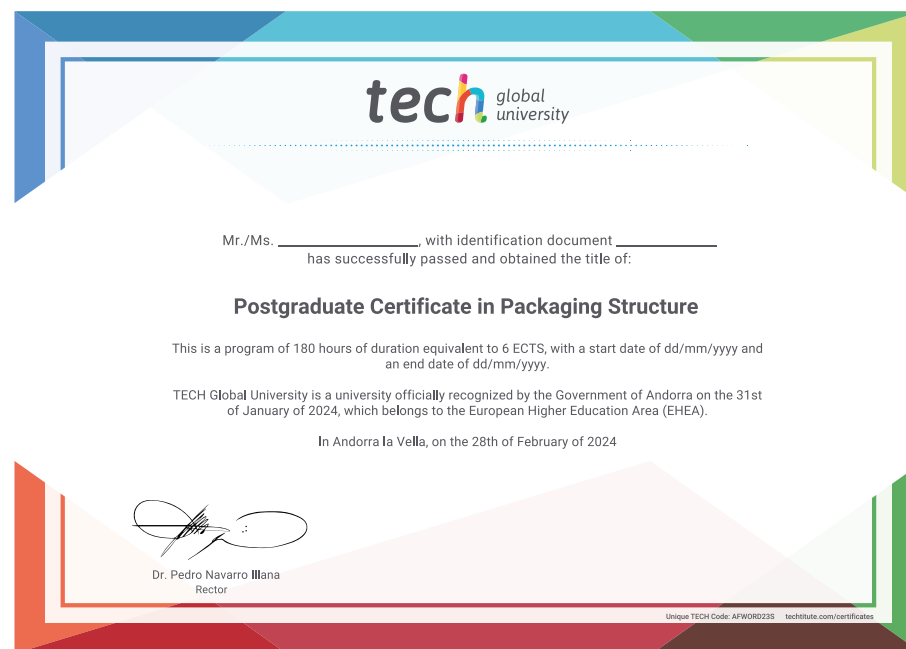 tech global university
Mr./Ms. ____________, with identification document ____________
has successfully passed and obtained the title of:
Postgraduate Certificate in Packaging Structure
This is a program of 180 hours of duration equivalent to 6 ECTS, with a start date of dd/mm/yyyy and
an end date of dd/mm/yyyy.
TECH Global University is a university officially recognized by the Government of Andorra on the 31st
of January of 2024, which belongs to the European Higher Education Area (EHEA).
In Andorra la Vella, on the 28th of February of 2024
Dr. Pedro Navarro Illana
Rector
Unique TECH Code: AFWORD23S techtitute.com/certificates